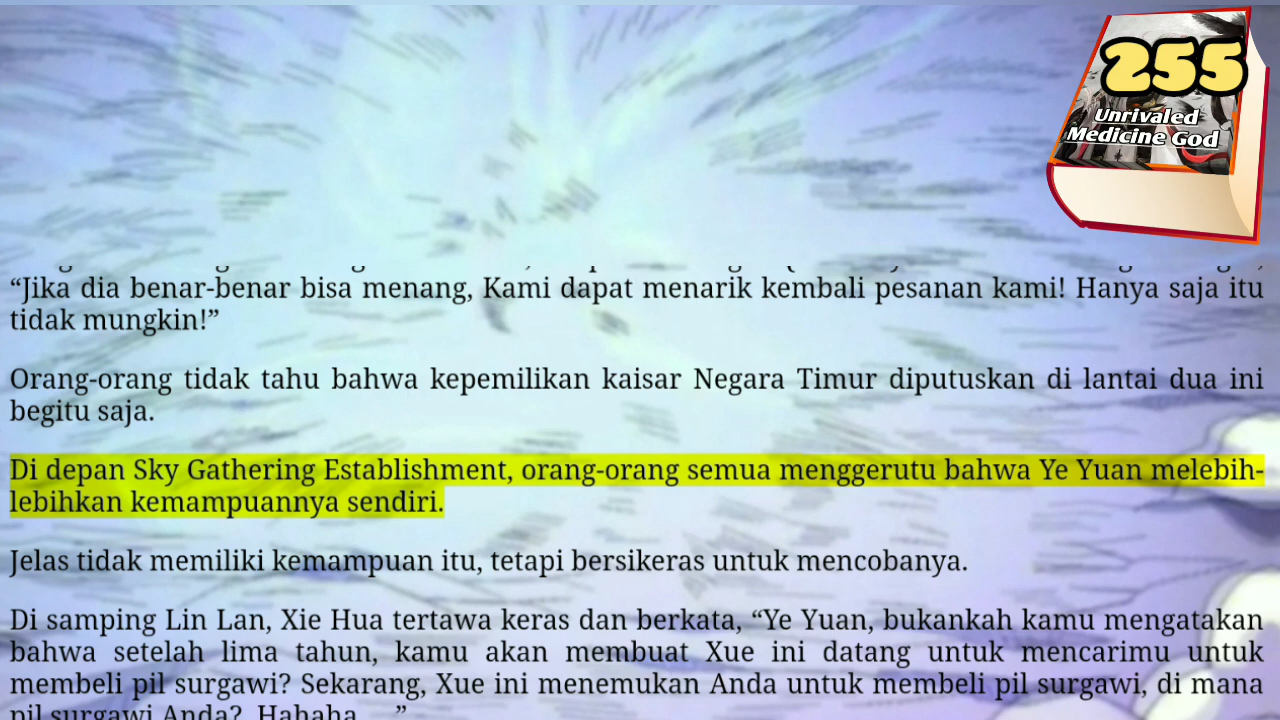 255
Unrivaled
Medicine God
“Jika dia benar-benar bisa menang, Kami dapat menarik kembali pesanan kami! Hanya saja itu
tidak mungkin!”
Orang-orang tidak tahu bahwa kepemilikan kaisar Negara Timur diputuskan di lantai dua ini
begitu saja.
Di depan Sky Gathering Establishment, orang-orang semua menggerutu bahwa Ye Yuan melebih-
lebihkan kemampuannya sendiri.
Jelas tidak memiliki kemampuan itu, tetapi bersikeras untuk mencobanya.
Di samping Lin Lan, Xie Hua tertawa keras dan berkata, “Ye Yuan, bukankah kamu mengatakan
bahwa setelah lima tahun, kamu akan membuat Xue ini datang untuk mencarimu untuk
membeli pil surgawi? Sekarang, Xue ini menemukan Anda untuk membeli pil surgawi, di mana
pil surgawi Anda? Hahaha ...”